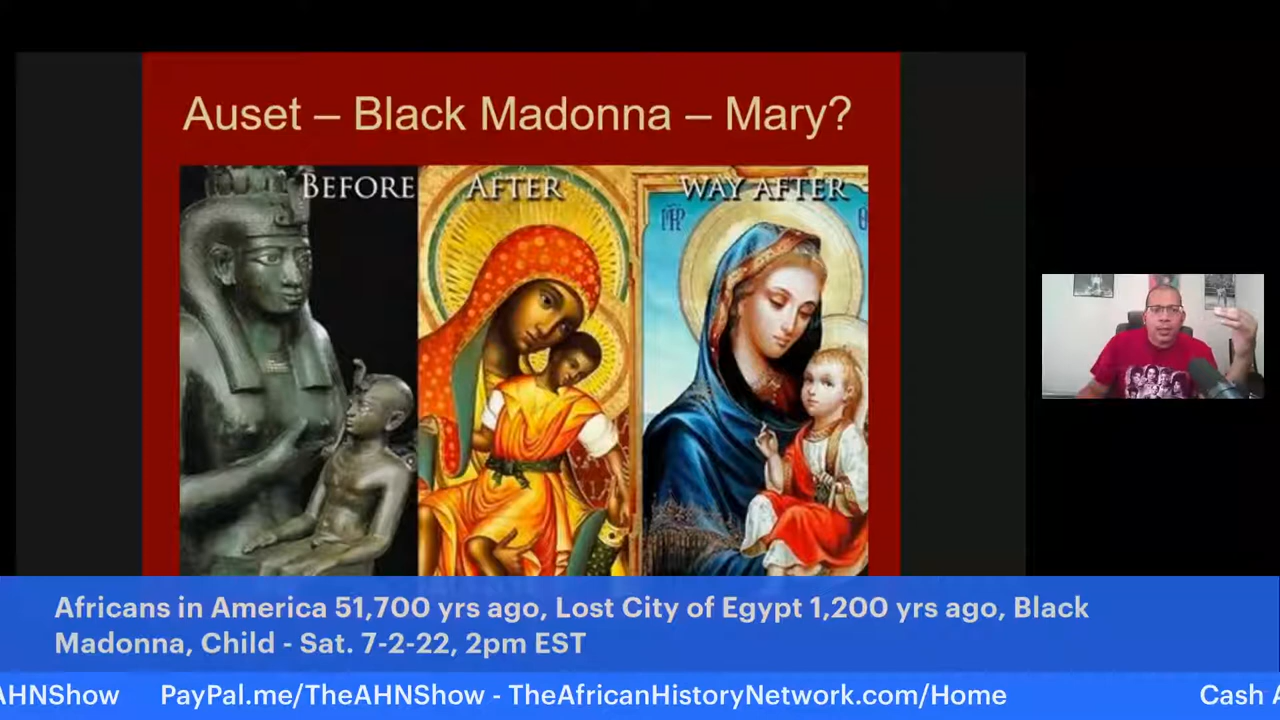 Auset – Black Madonna – Mary?
BEFORE
AFTER
WAY AFTER
Africans in America 51,700 yrs ago, Lost City of Egypt 1,200 yrs ago, Black
Madonna, Child - Sat. 7-2-22, 2pm EST
AHNShow PayPal.me/TheAHNShow - TheAfricanHistoryNetwork.com/Home Cash A